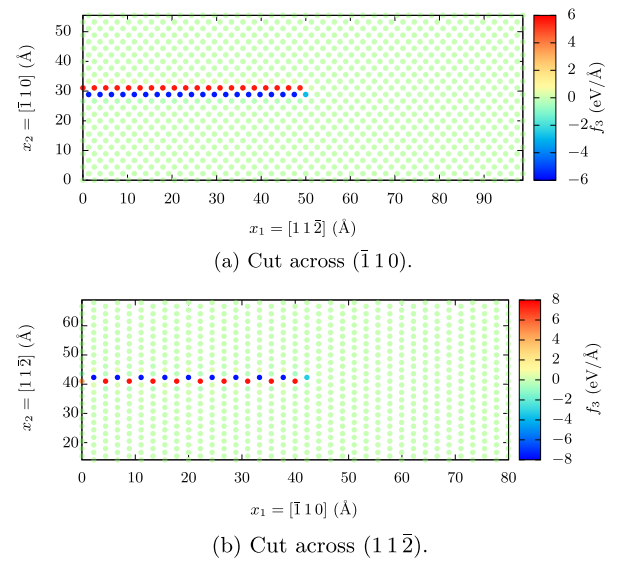 50
40
30
20
10
0
0 10 20 30 40 50 60 70 80 90
x₂ = [1̅ 1 0] (Å)
x₁ = [1 1 2̅] (Å)
6
4
2
0
−2
−4
−6
f₃ (eV/Å)
(a) Cut across (1̅ 1 0).
60
50
40
30
20
0 10 20 30 40 50 60 70 80
x₂ = [1 1 2̅] (Å)
x₁ = [1̅ 1 0] (Å)
8
6
4
2
0
−2
−4
−6
−8
f₃ (eV/Å)
(b) Cut across (1 1 2̅).